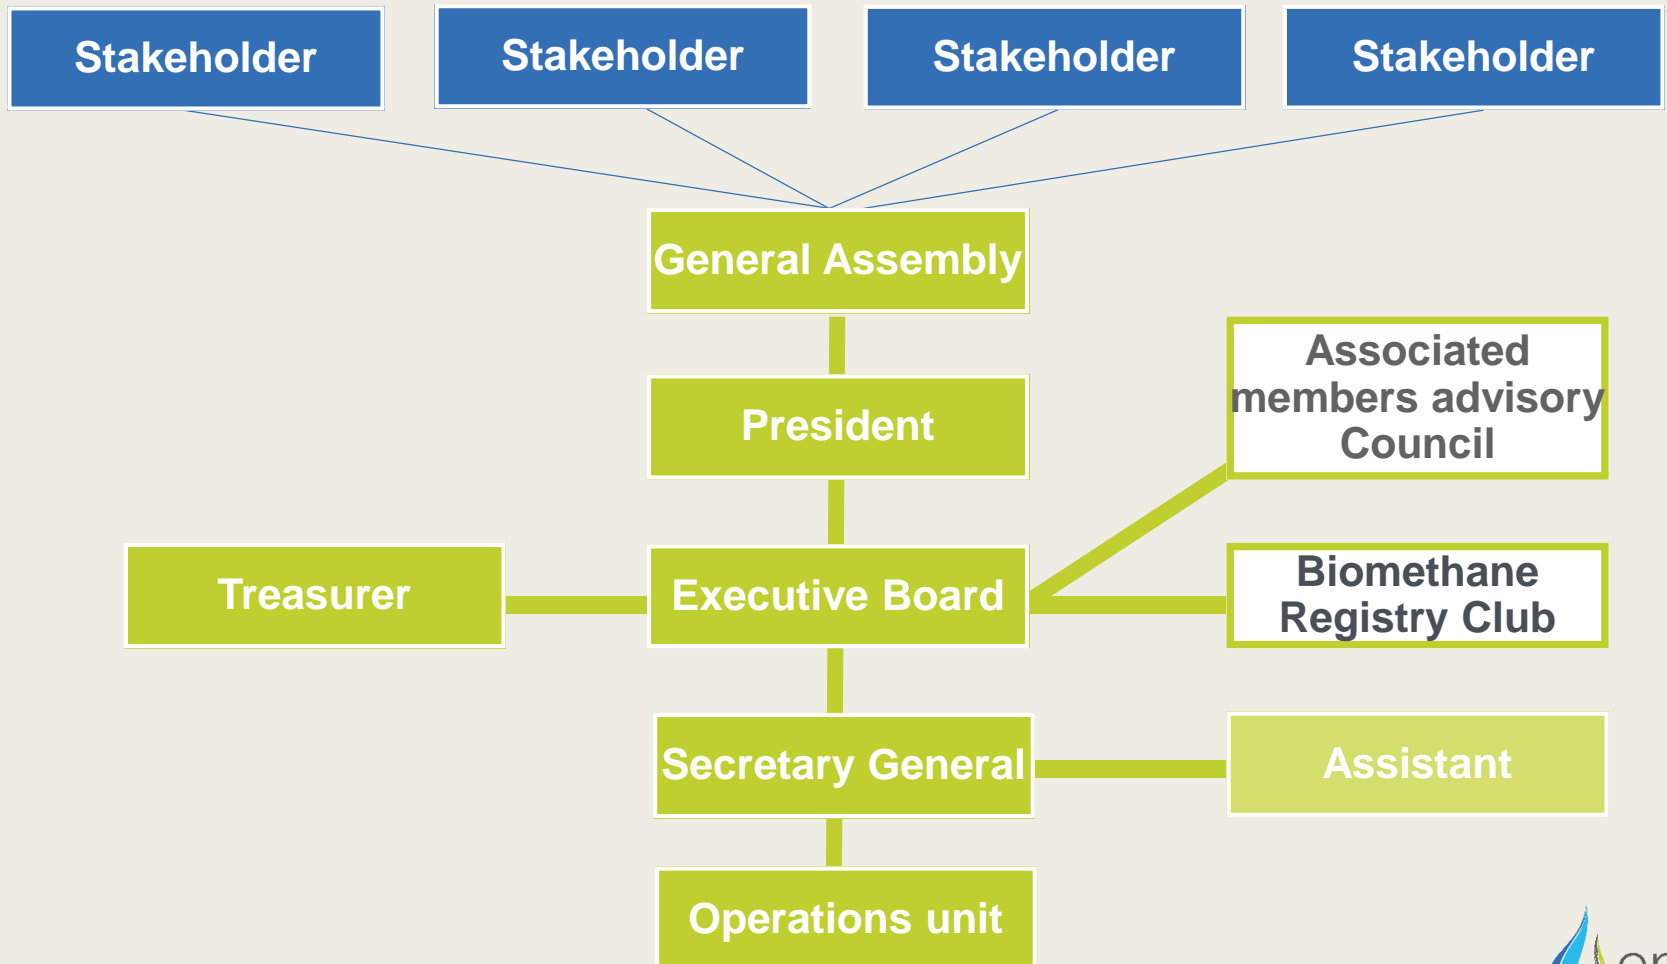 Stakeholder
Stakeholder
Stakeholder
Stakeholder
General Assembly
Associated
members advisory
Council
President
Treasurer
Executive Board
Biomethane
Registry Club
Secretary General
Assistant
Operations unit